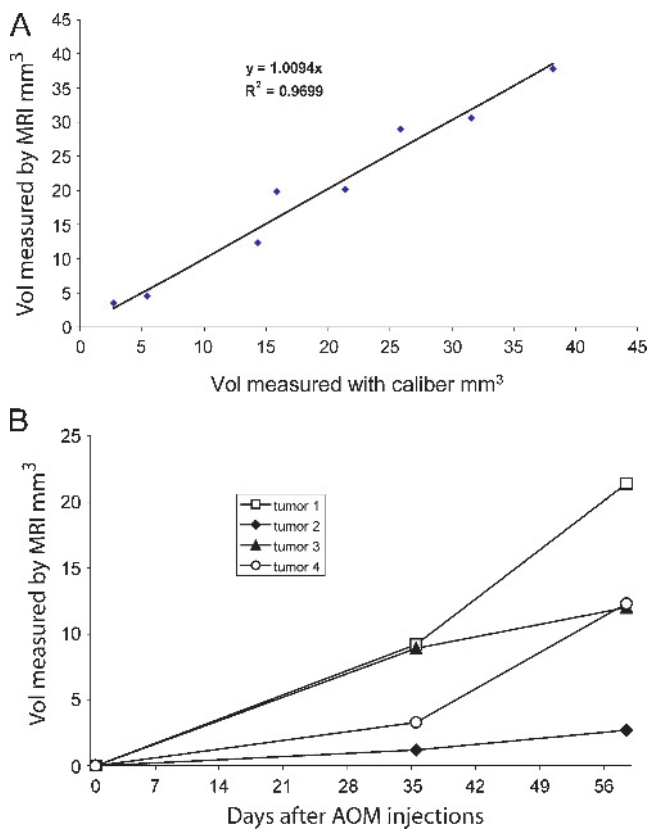 A
Vol measured by MRI mm³
45
40
35
30
25
20
15
10
5
0
y = 1.0094x
R² = 0.9699
0 5 10 15 20 25 30 35 40 45
Vol measured with caliber mm³
B
Vol measured by MRI mm³
25
20
15
10
5
0
tumor 1
tumor 2
tumor 3
tumor 4
0 7 14 21 28 35 42 49 56
Days after AOM injections